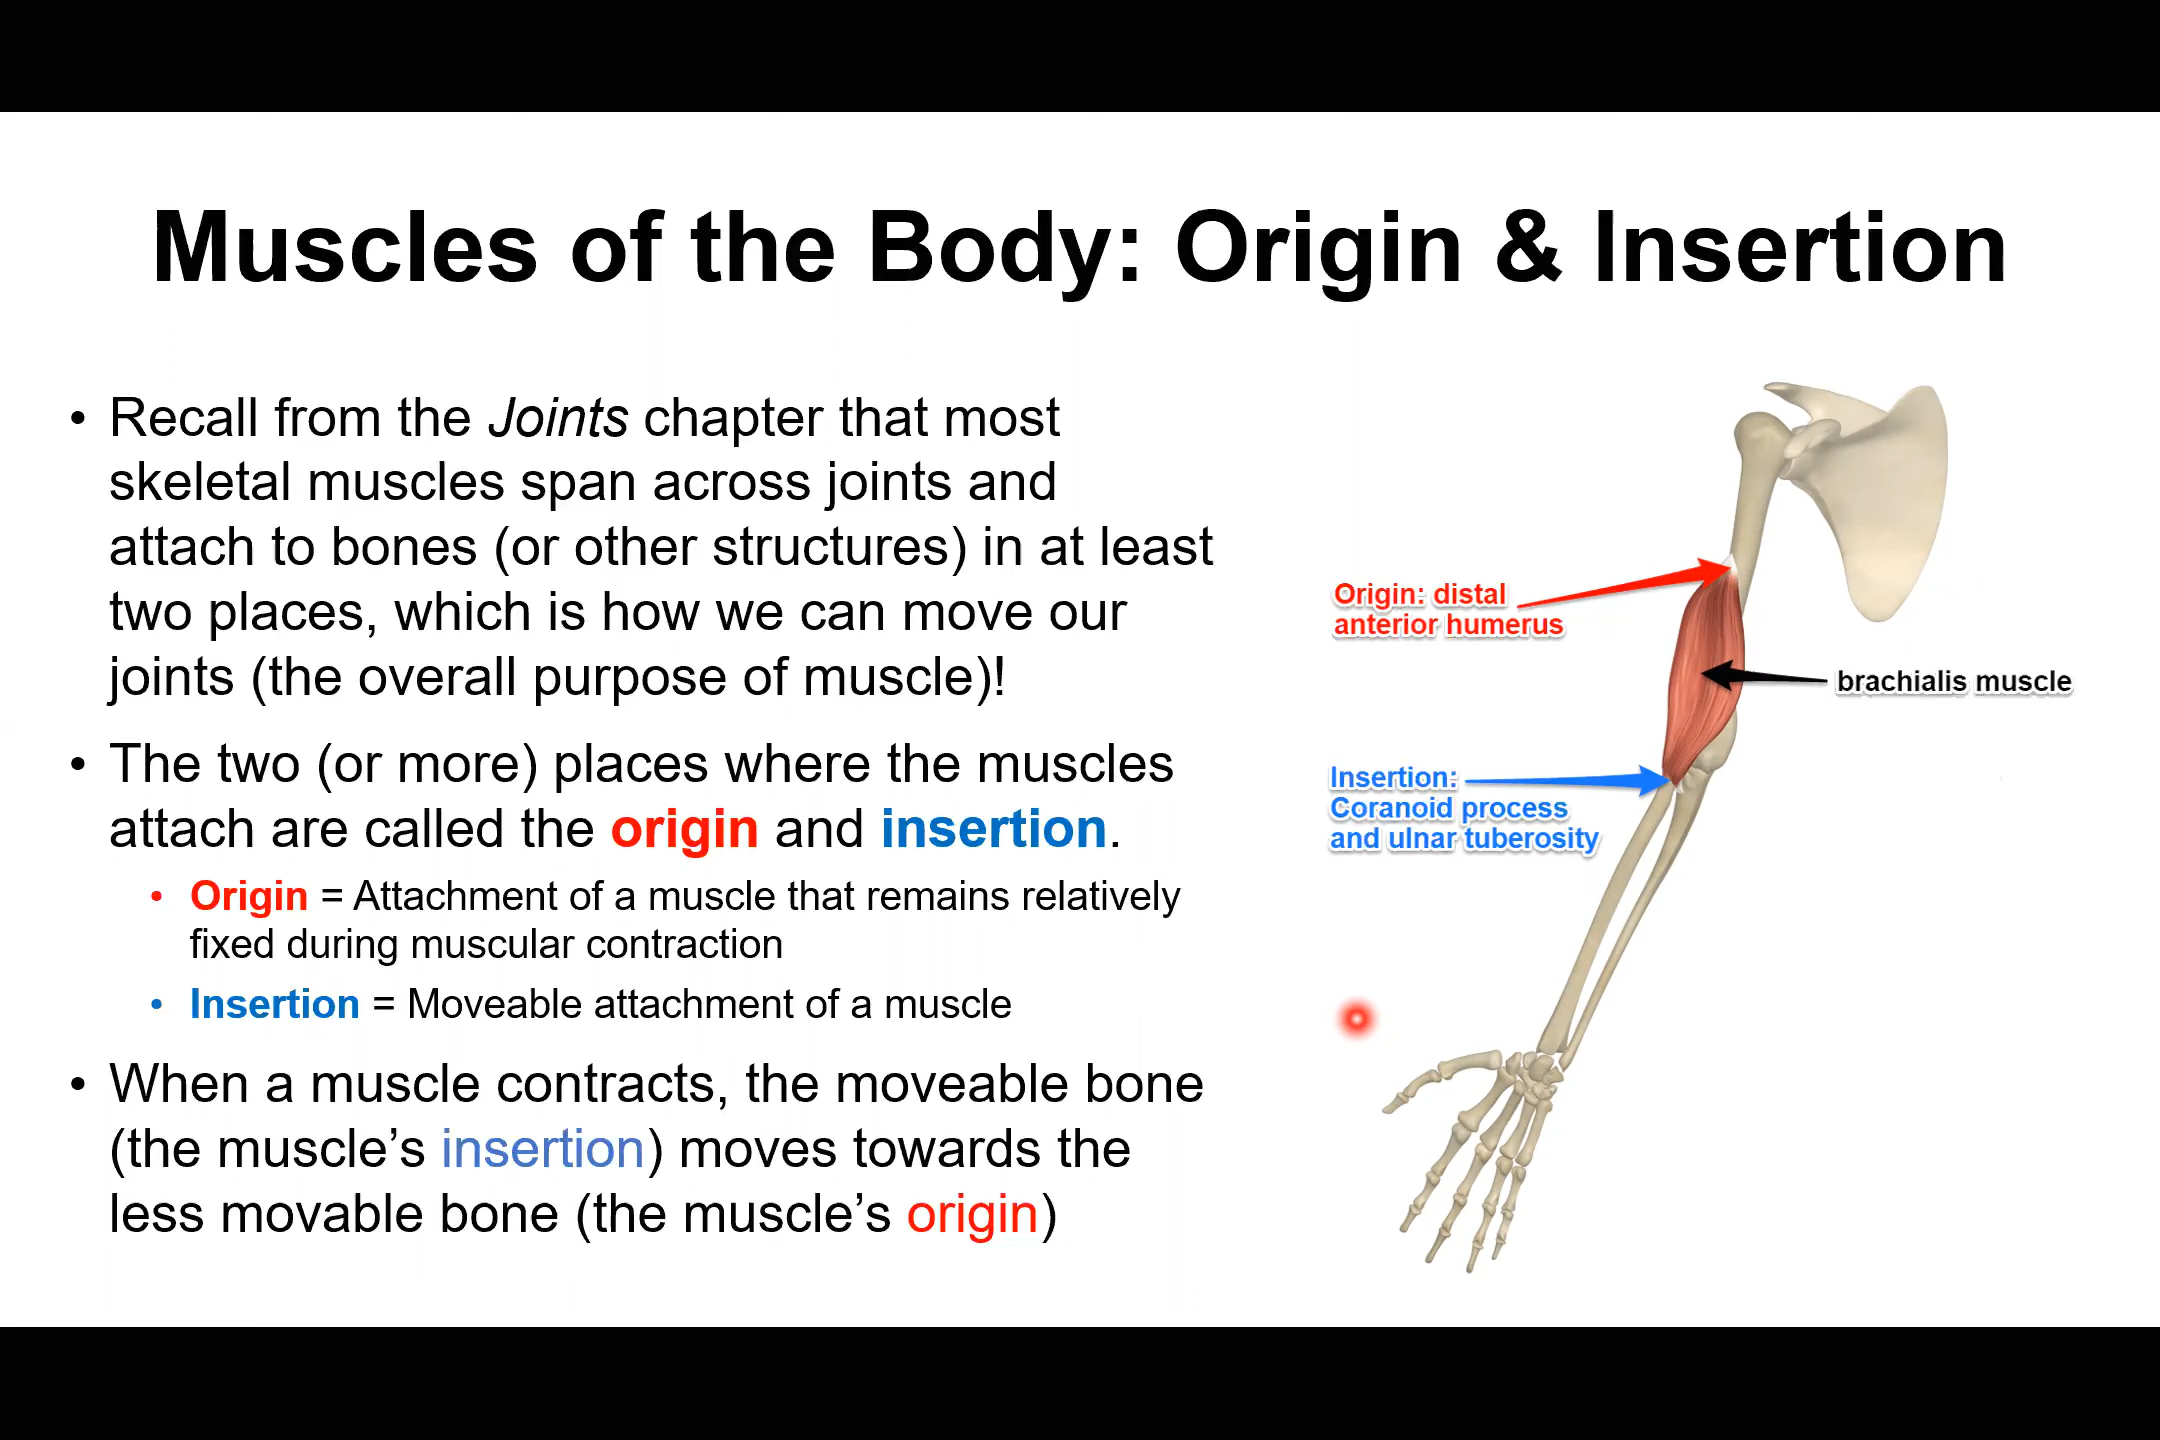 Muscles of the Body: Origin & Insertion
• Recall from the Joints chapter that most
skeletal muscles span across joints and
attach to bones (or other structures) in at least
two places, which is how we can move our
joints (the overall purpose of muscle)!
• The two (or more) places where the muscles
attach are called the origin and insertion.
• Origin = Attachment of a muscle that remains relatively
fixed during muscular contraction
• Insertion = Moveable attachment of a muscle
• When a muscle contracts, the moveable bone
(the muscle’s insertion) moves towards the
less movable bone (the muscle’s origin)
Origin: distal
anterior humerus
brachialis muscle
Insertion:
Coranoid process
and ulnar tuberosity